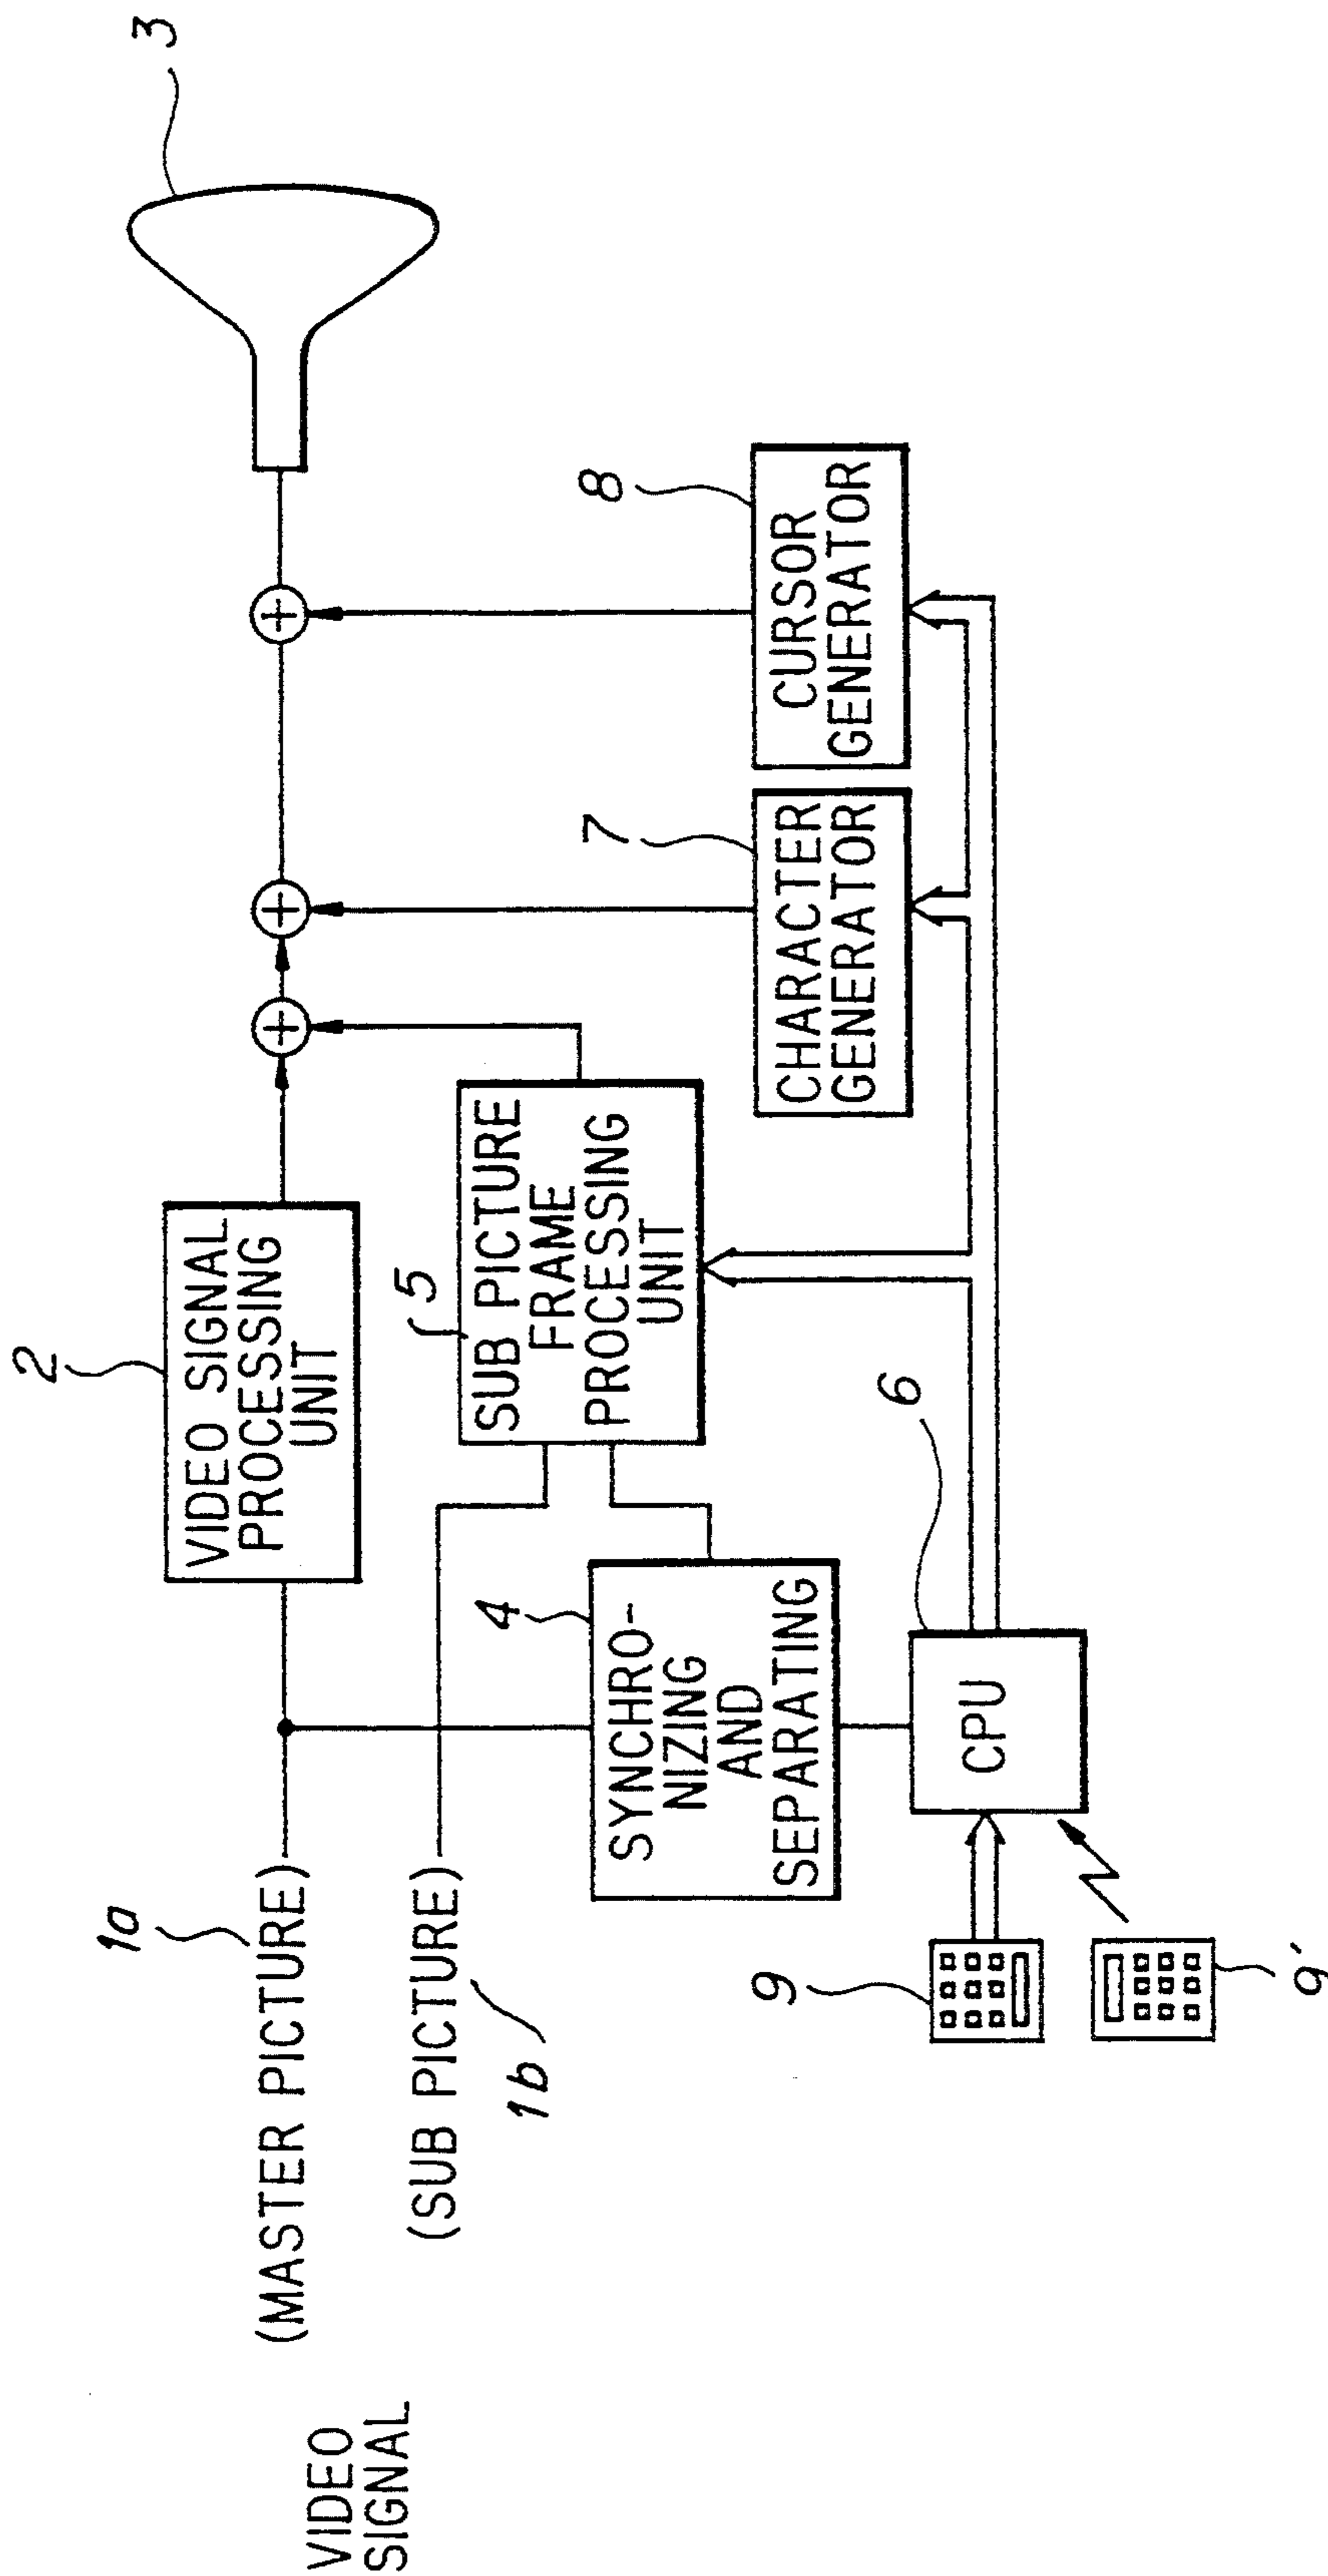 VIDEO
SIGNAL
(MASTER PICTURE)
1a
(SUB PICTURE)
1b
2
VIDEO SIGNAL
PROCESSING
UNIT
3
4
SYNCHRO-
NIZING
AND
SEPARATING
5
SUB PICTURE
FRAME
PROCESSING
UNIT
6
CPU
7
CHARACTER
GENERATOR
8
CURSOR
GENERATOR
9
9'